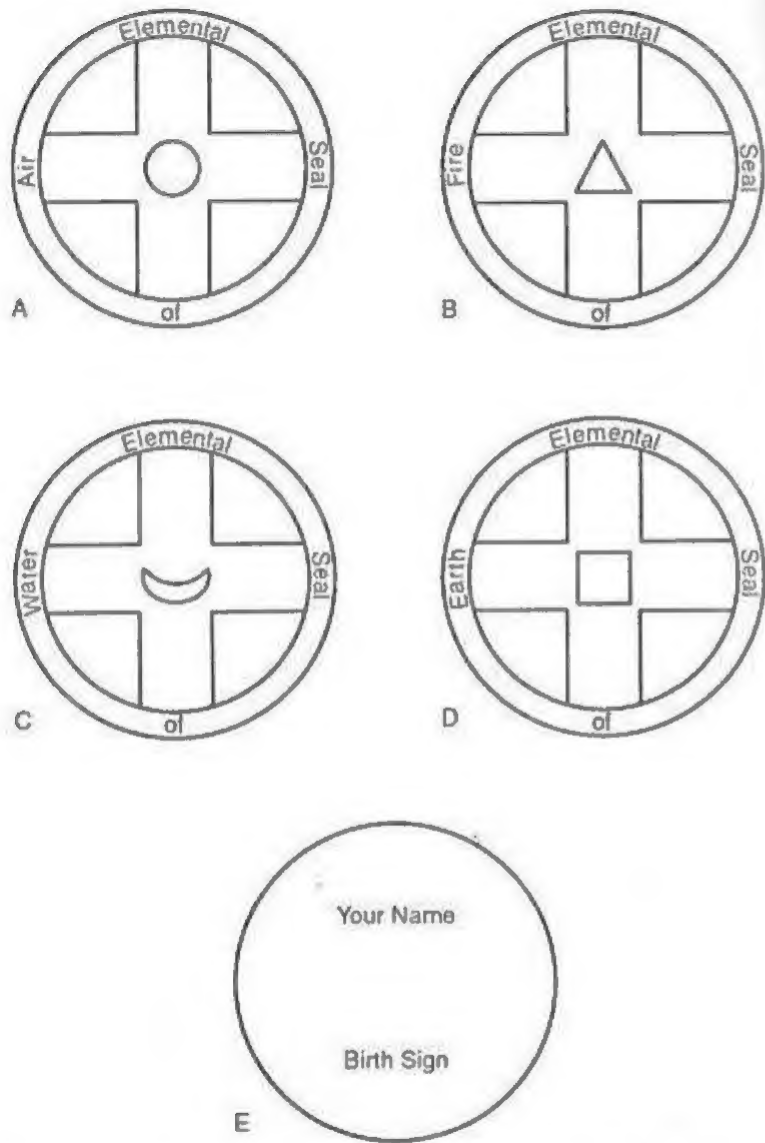 Elemental
Seal
of
Air
A
Elemental
Seal
of
Fire
B
Elemental
Seal
of
Water
C
Elemental
Seal
of
Earth
D
Your Name
Birth Sign
E